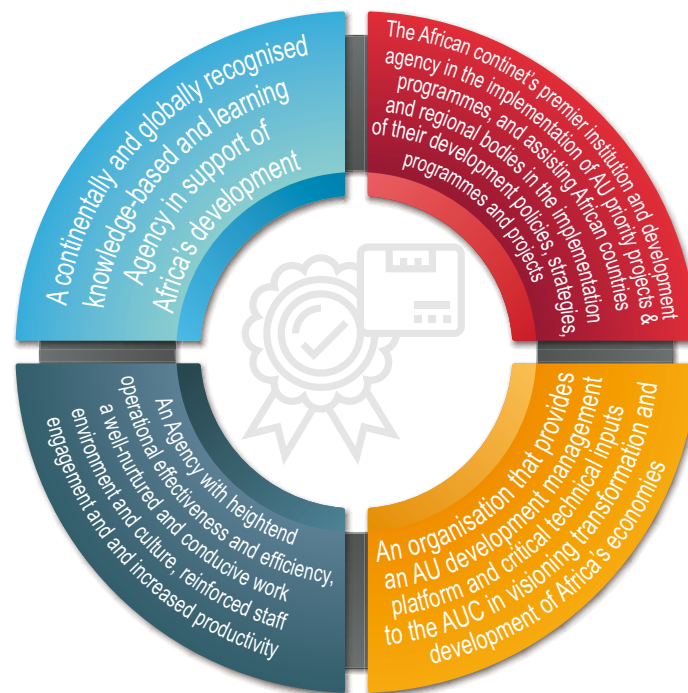 A continentally and globally recognised
knowledge-based and learning
Agency in support of
Africa's development
The African continet's premier institution and development
agency in the implementation of AU priority projects &
programmes, and assisting African countries
and regional bodies in the implementation
of their development policies, strategies,
programmes and projects
An Agency with heightend
operational effectiveness and efficiency,
a well-nurtured and conducive work
environment and culture, reinforced staff
engagement and and increased productivity
An organisation that provides
an AU development management
platform and critical technical inputs
to the AUC in visioning transformation and
development of Africa's economies